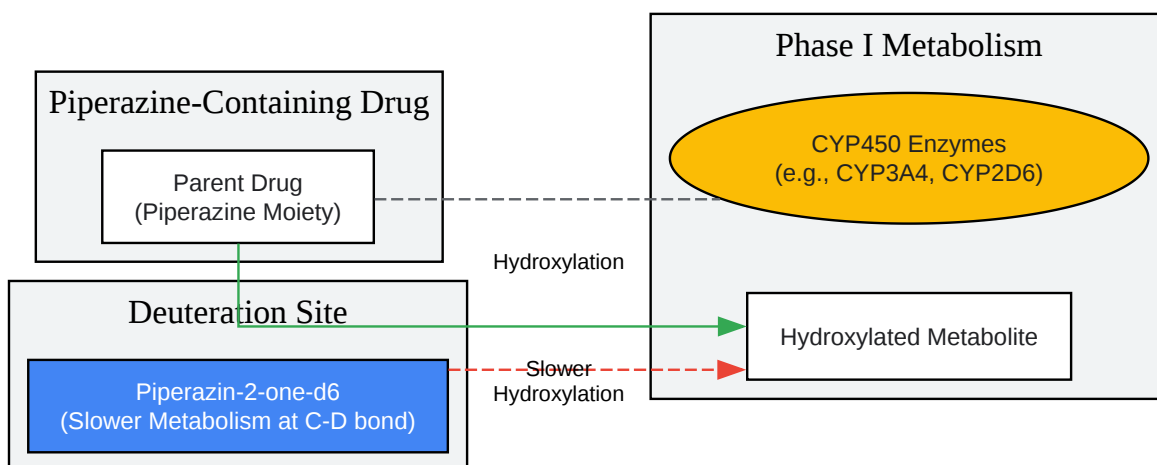 Piperazine-Containing Drug
Parent Drug
(Piperazine Moiety)
Deuteration Site
Piperazin-2-one-d6
(Slower Metabolism at C-D bond)
Hydroxylation
Slower
Hydroxylation
Phase I Metabolism
CYP450 Enzymes
(e.g., CYP3A4, CYP2D6)
Hydroxylated Metabolite